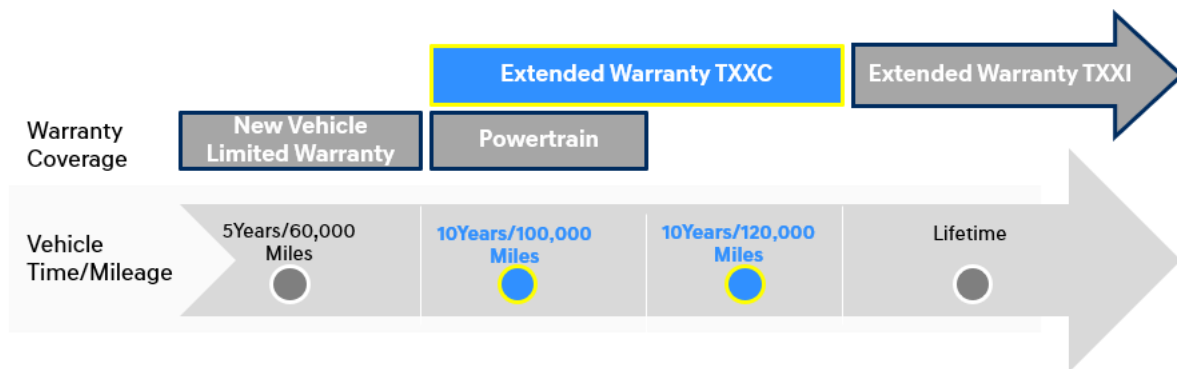 Extended Warranty TXXC
Extended Warranty TXXI
Warranty
Coverage
New Vehicle
Limited Warranty
Powertrain
Vehicle
Time/Mileage
5Years/60,000
Miles
10Years/100,000
Miles
10Years/120,000
Miles
Lifetime